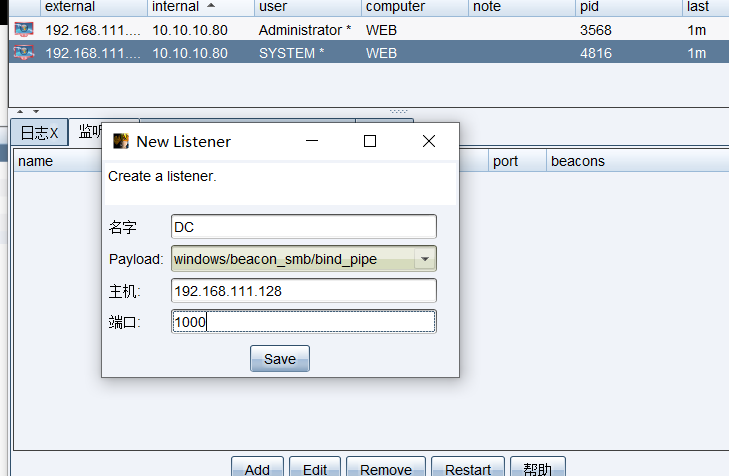 external internal user computer note pid last
192.168.111.... 10.10.10.80 Administrator * WEB 3568 1m
192.168.111.... 10.10.10.80 SYSTEM * WEB 4816 1m
日志X 监听
New Listener
name port beacons
Create a listener.
名字 DC
Payload: windows/beacon_smb/bind_pipe
主机: 192.168.111.128
端口: 1000
Save
Add Edit Remove Restart 帮助